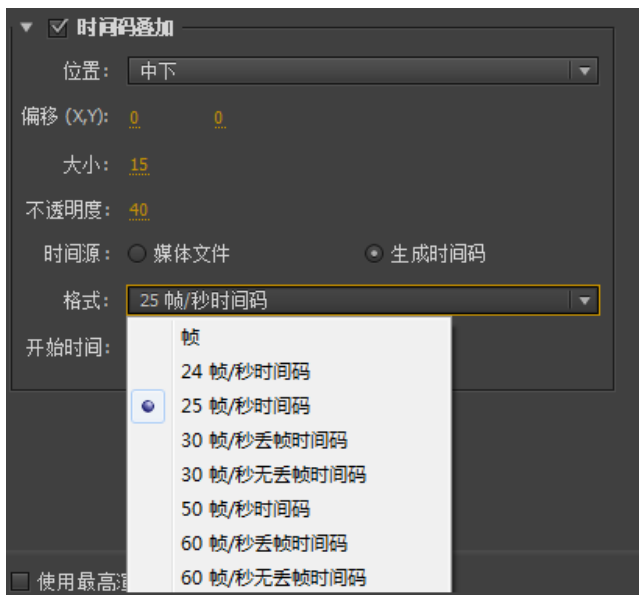 时间码叠加
位置: 中下
偏移 (X,Y): 0 0
大小: 15
不透明度: 40
时间源: 媒体文件 生成时间码
格式: 25 帧/秒时间码
开始时间:
帧
24 帧/秒时间码
25 帧/秒时间码
30 帧/秒丢帧时间码
30 帧/秒无丢帧时间码
50 帧/秒时间码
60 帧/秒丢帧时间码
60 帧/秒无丢帧时间码
使用最高